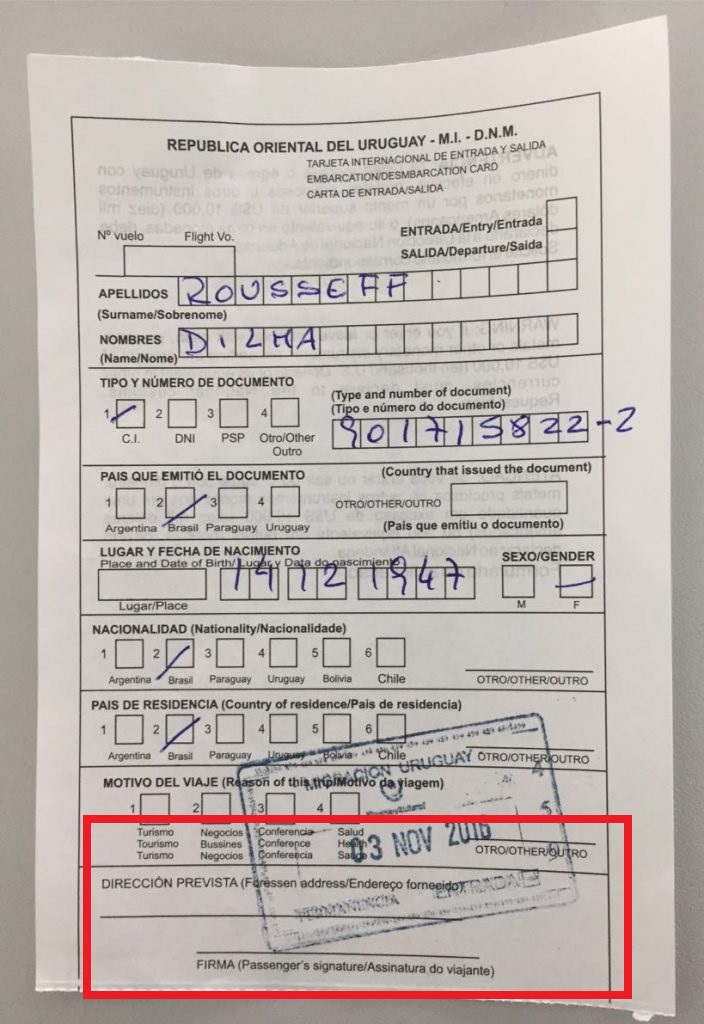 REPUBLICA ORIENTAL DEL URUGUAY - M.I. - D.N.M.
TARJETA INTERNACIONAL DE ENTRADA Y SALIDA
EMBARCATION/DESMBARCATION CARD
CARTA DE ENTRADA/SALIDA
Nº vuelo Flight Vo.
ENTRADA/Entry/Entrada
SALIDA/Departure/Saida
APELLIDOS ROUSSEFF
(Surname/Sobrenome)
NOMBRES DILMA
(Name/Nome)
TIPO Y NÚMERO DE DOCUMENTO
(Type and number of document)
(Tipo e número do documento)
1 2 3 4
901715822-2
C.I. DNI PSP Otro/Other
Outro
PAIS QUE EMITIÓ EL DOCUMENTO (Country that issued the document)
1 2 3 4 OTRO/OTHER/OUTRO
Argentina Brasil Paraguay Uruguay (Pais que emitiu o documento)
LUGAR Y FECHA DE NACIMIENTO SEXO/GENDER
Place and Date of Birth/ Lugar y Data do nascimiento
14 12 1947
Lugar/Place M F
NACIONALIDAD (Nationality/Nacionalidade)
1 2 3 4 5 6
Argentina Brasil Paraguay Uruguay Bolivia Chile OTRO/OTHER/OUTRO
PAIS DE RESIDENCIA (Country of residence/Pais de residencia)
1 2 3 4 5 6
Argentina Brasil Paraguay Uruguay Bolivia Chile OTRO/OTHER/OUTRO
MIGRACION URUGUAY
MOTIVO DEL VIAJE (Reason of this trip/Motivo da viagem)
1 2 3 4
Turismo Negocios Conferencia Salud
Tourismo Bussines Conference Health
Turismo Negocios Conferecia Saude
03 NOV 2016
OTRO/OTHER/OUTRO
DIRECCIÓN PREVISTA (Foressen address/Endereço fornecido)
PERMANENCIA ENTRADA
FIRMA (Passenger's signature/Assinatura do viajante)